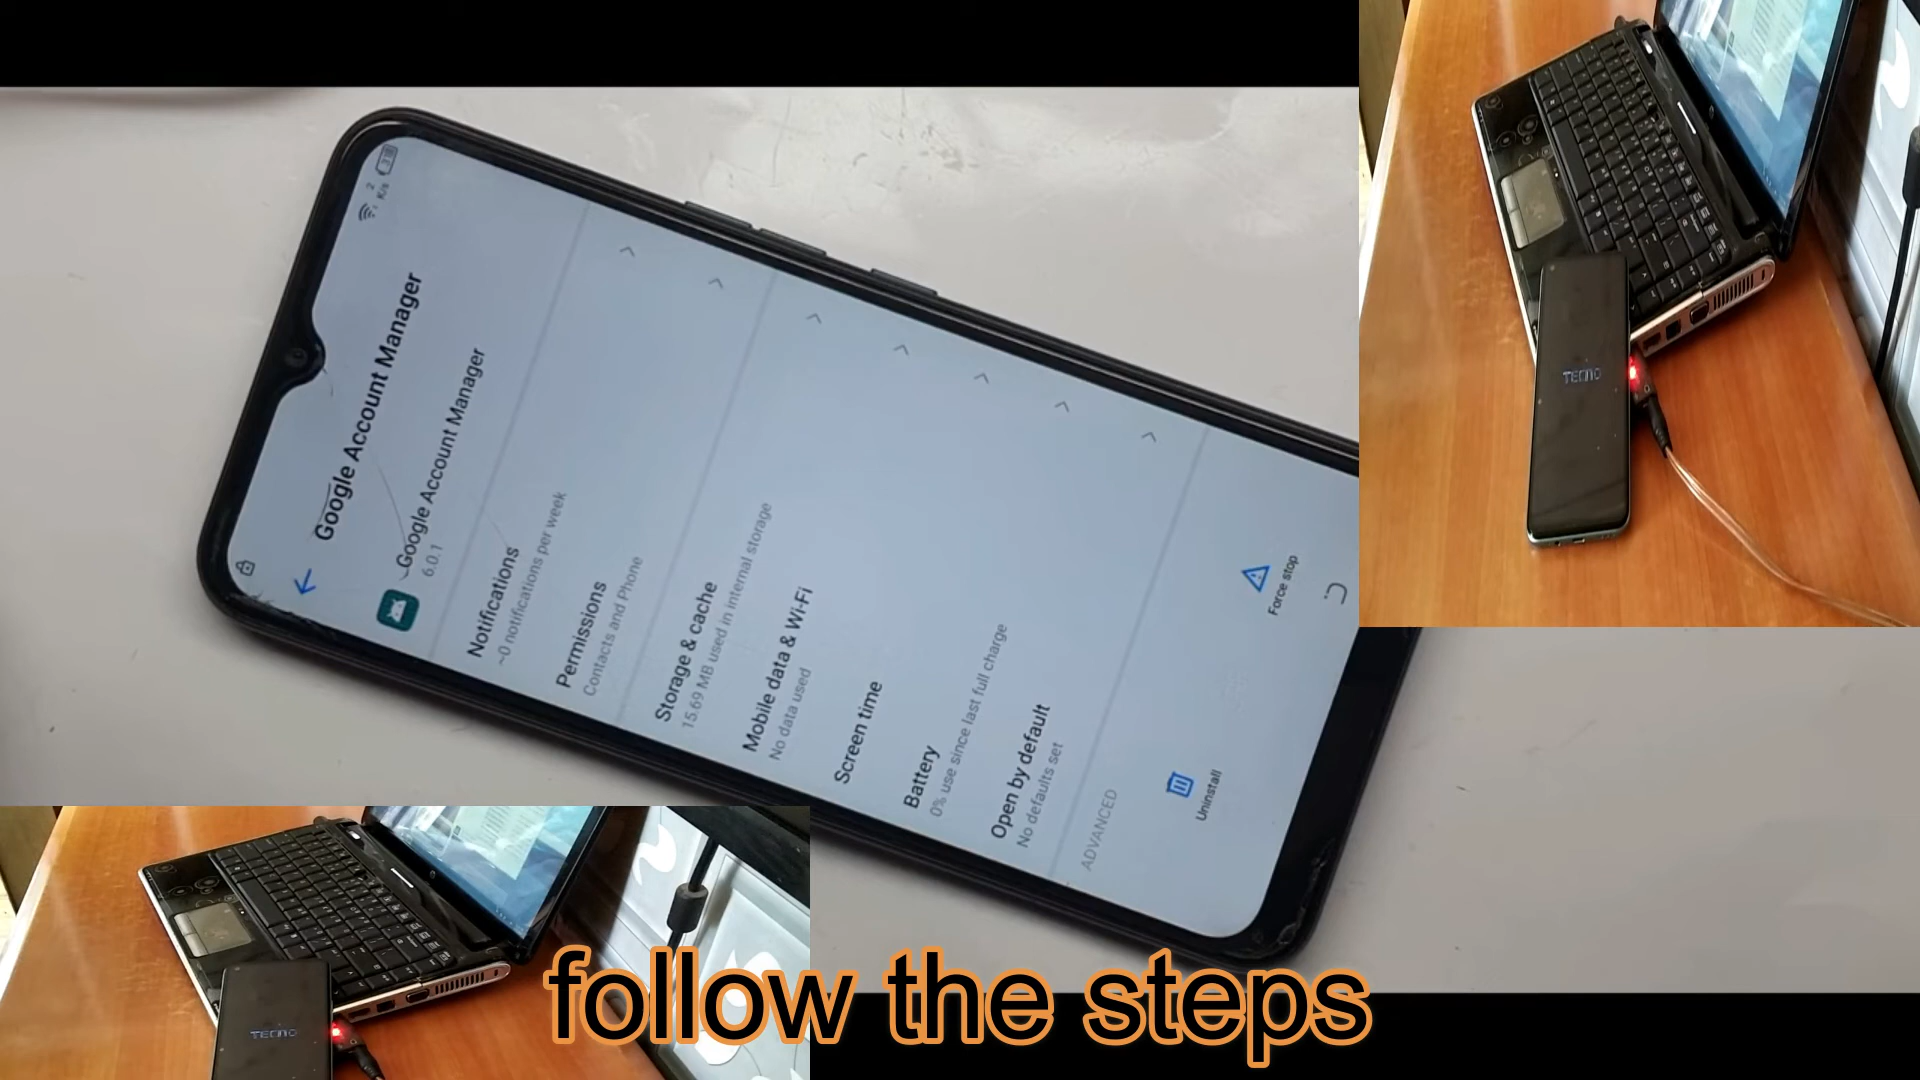 2
K/s
Google Account Manager
Google Account Manager
6.0.1
Notifications
~0 notifications per week
Permissions
Contacts and Phone
Storage & cache
15.69 MB used in internal storage
Mobile data & Wi-Fi
No data used
Screen time
Battery
0% use since last full charge
Open by default
No defaults set
ADVANCED
Uninstall
Force stop
TECNO
TECNO
follow the steps